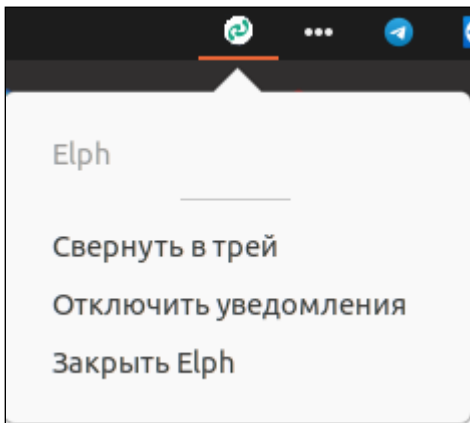 Elph
Свернуть в трей
Отключить уведомления
Закрыть Elph